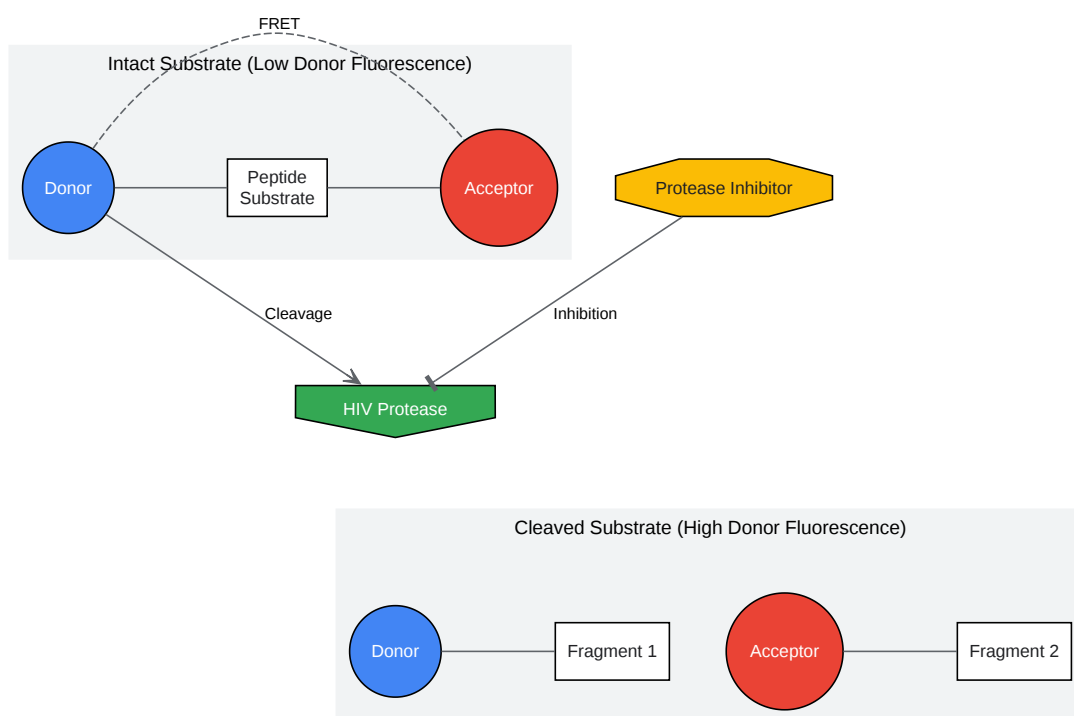 FRET
Intact Substrate (Low Donor Fluorescence)
Donor
Peptide
Substrate
Acceptor
Protease Inhibitor
Cleavage
Inhibition
HIV Protease
Cleaved Substrate (High Donor Fluorescence)
Donor
Fragment 1
Acceptor
Fragment 2